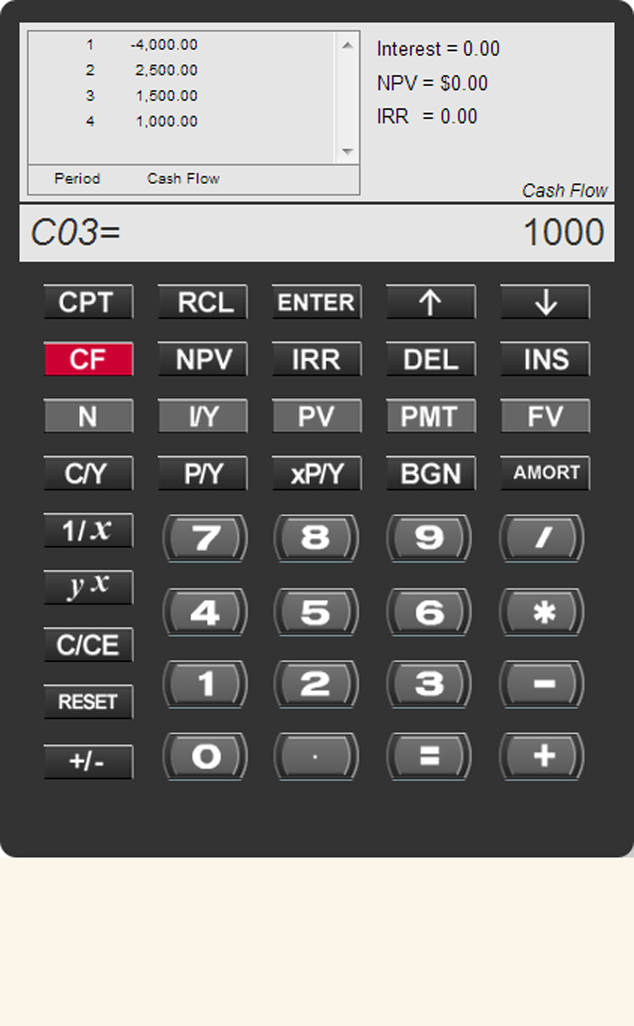 1 -4,000.00
2 2,500.00
3 1,500.00
4 1,000.00
Period Cash Flow
Interest = 0.00
NPV = $0.00
IRR = 0.00
Cash Flow
C03= 1000
CPT RCL ENTER ↑ ↓
CF NPV IRR DEL INS
N I/Y PV PMT FV
C/Y P/Y xP/Y BGN AMORT
1/x 7 8 9 /
y x 4 5 6 *
C/CE 1 2 3 -
RESET
+/- 0 . = +